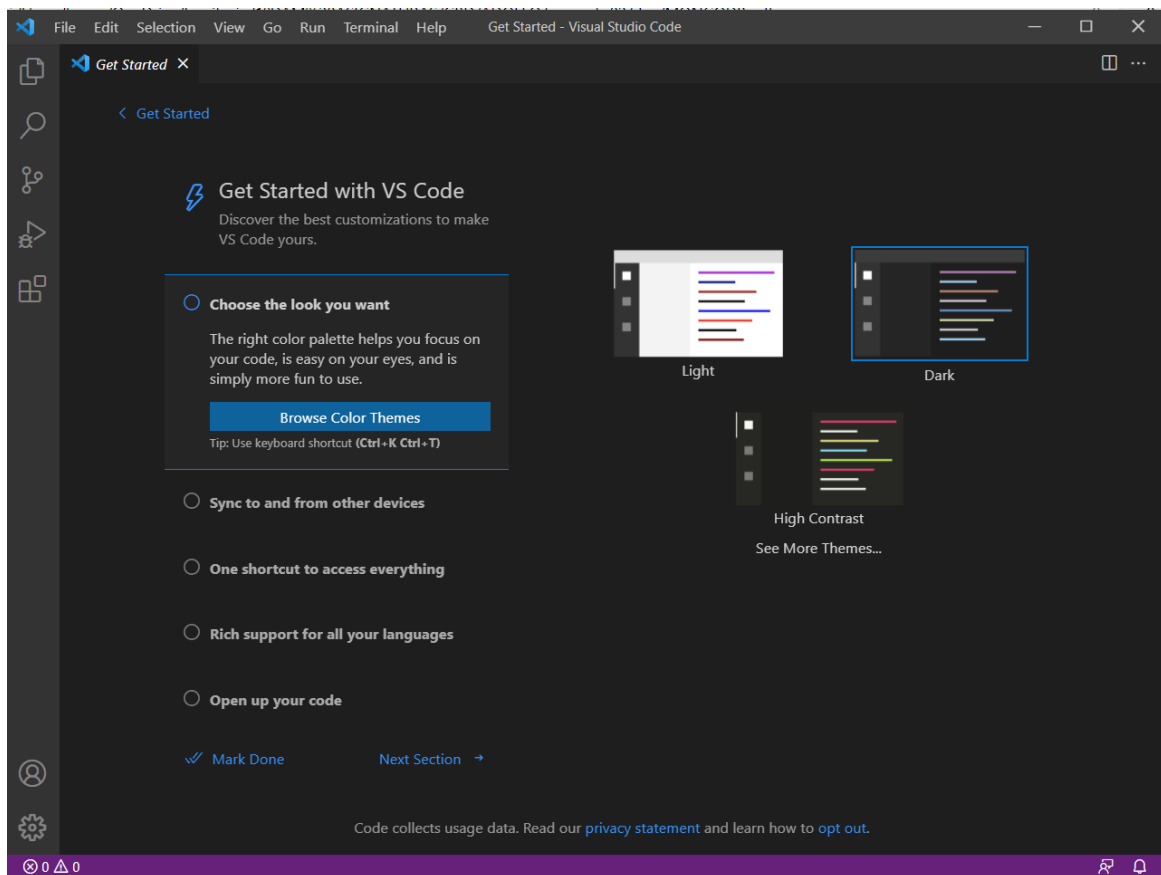 File Edit Selection View Go Run Terminal Help Get Started - Visual Studio Code
Get Started
Get Started
Get Started with VS Code
Discover the best customizations to make
VS Code yours.
Choose the look you want
The right color palette helps you focus on
your code, is easy on your eyes, and is
simply more fun to use.
Browse Color Themes
Tip: Use keyboard shortcut (Ctrl+K Ctrl+T)
Sync to and from other devices
One shortcut to access everything
Rich support for all your languages
Open up your code
Mark Done Next Section
Light
Dark
High Contrast
See More Themes...
Code collects usage data. Read our privacy statement and learn how to opt out.
0 0